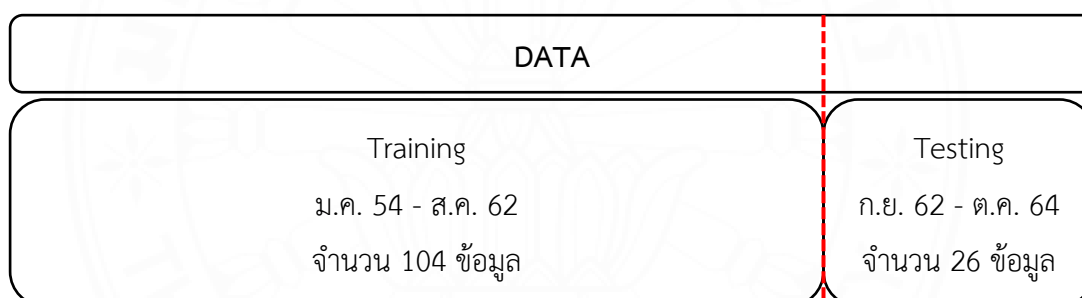 DATA
Training
ม.ค. 54 - ส.ค. 62
จำนวน 104 ข้อมูล
Testing
ก.ย. 62 - ต.ค. 64
จำนวน 26 ข้อมูล